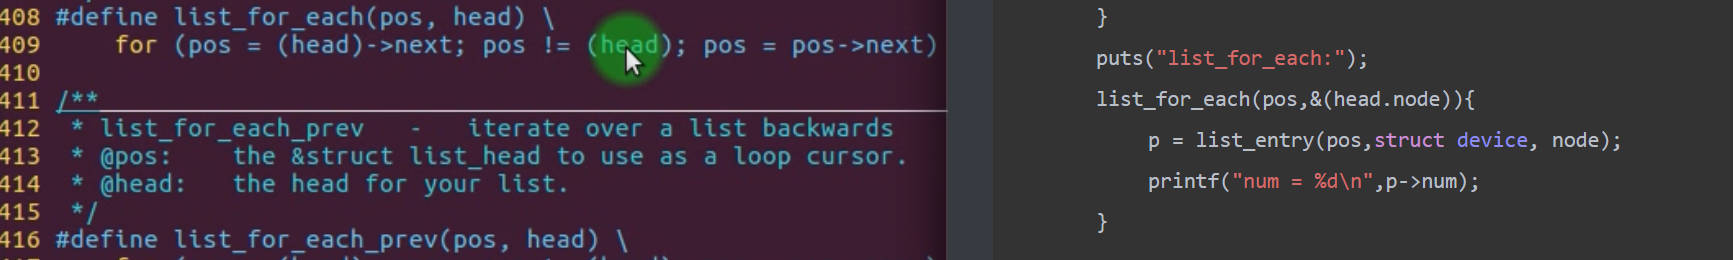 408 #define list_for_each(pos, head) \
409     for (pos = (head)->next; pos != (head); pos = pos->next)
410
411 /**
412  * list_for_each_prev   -   iterate over a list backwards
413  * @pos:    the &struct list_head to use as a loop cursor.
414  * @head:   the head for your list.
415  */
416 #define list_for_each_prev(pos, head) \
}
puts("list_for_each:");
list_for_each(pos,&(head.node)){
    p = list_entry(pos,struct device, node);
    printf("num = %d\n",p->num);
}